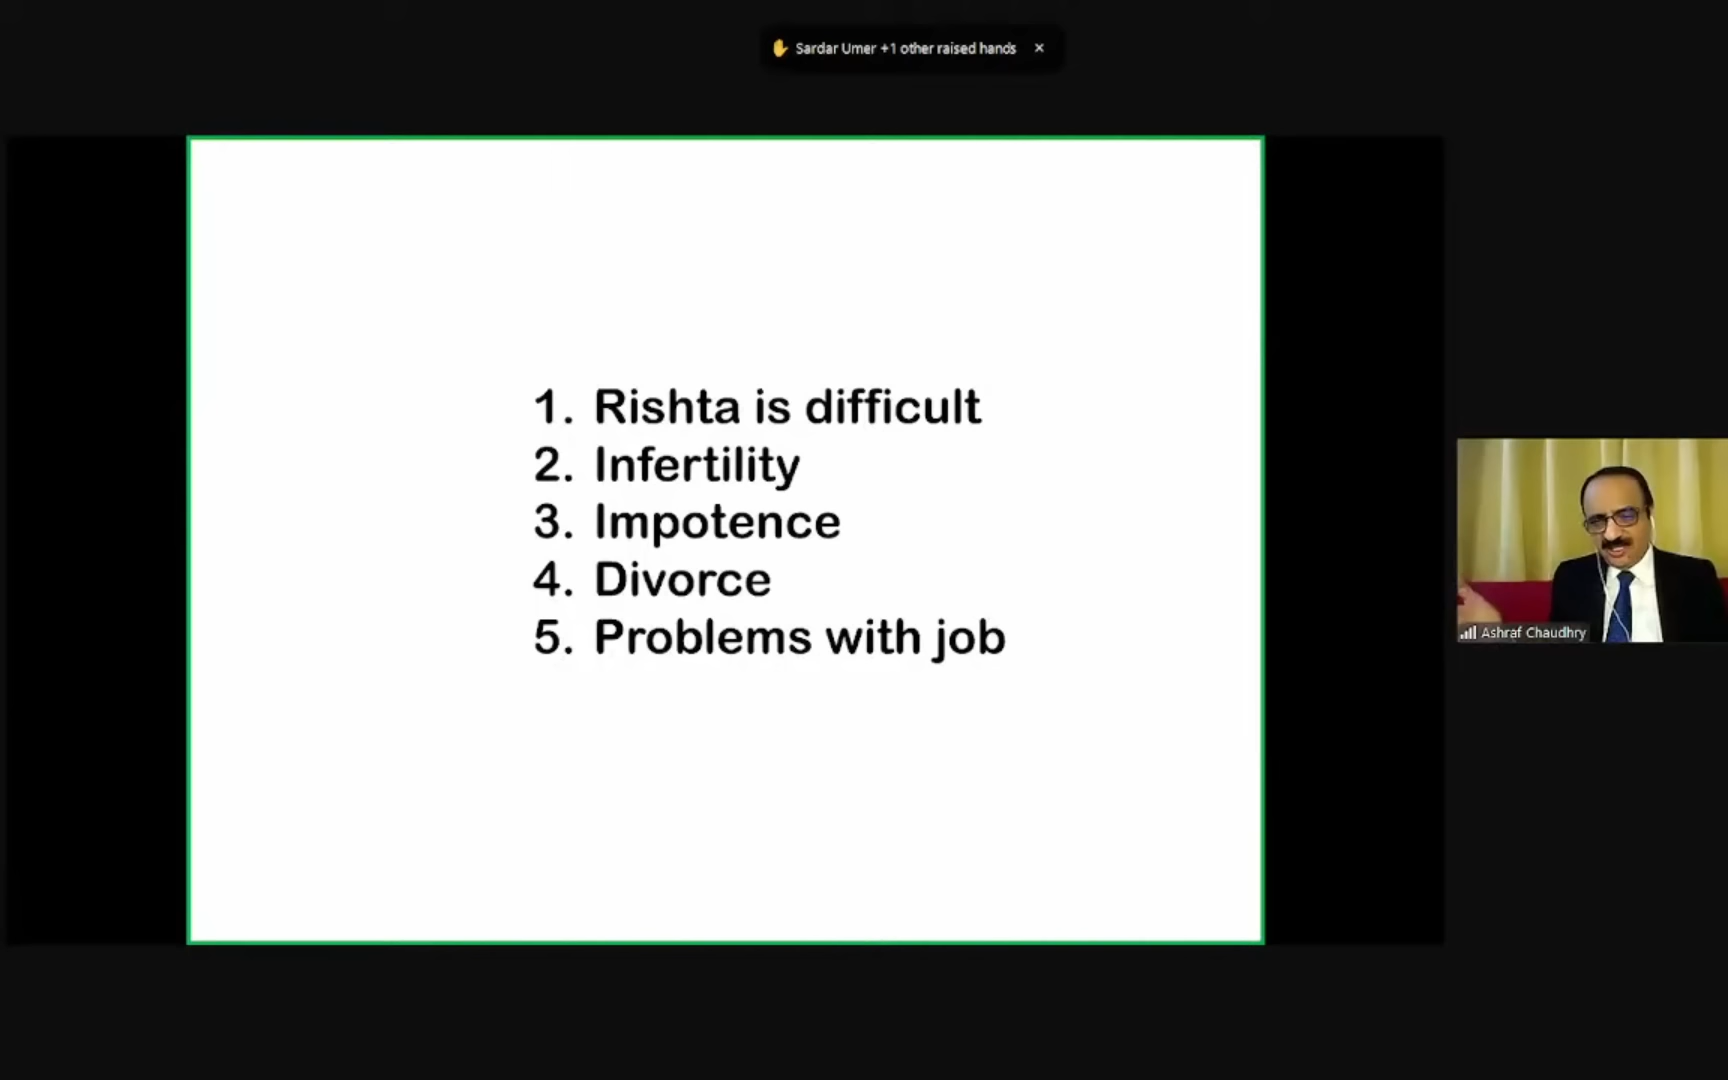 Sardar Umer +1 other raised hands
1. Rishta is difficult
2. Infertility
3. Impotence
4. Divorce
5. Problems with job
Ashraf Chaudhry